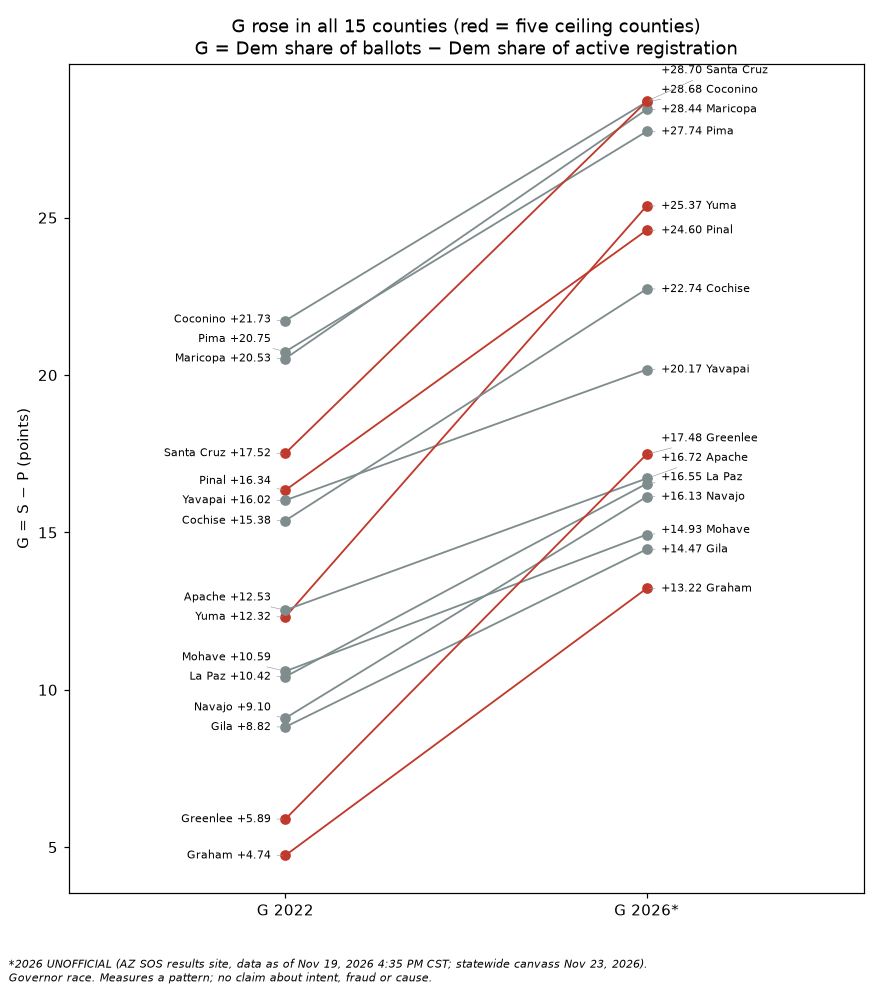 G rose in all 15 counties (red = five ceiling counties)
G = Dem share of ballots − Dem share of active registration
G = S − P (points)
25
20
15
10
5
Coconino +21.73
Pima +20.75
Maricopa +20.53
Santa Cruz +17.52
Pinal +16.34
Yavapai +16.02
Cochise +15.38
Apache +12.53
Yuma +12.32
Mohave +10.59
La Paz +10.42
Navajo +9.10
Gila +8.82
Greenlee +5.89
Graham +4.74
+28.70 Santa Cruz
+28.68 Coconino
+28.44 Maricopa
+27.74 Pima
+25.37 Yuma
+24.60 Pinal
+22.74 Cochise
+20.17 Yavapai
+17.48 Greenlee
+16.72 Apache
+16.55 La Paz
+16.13 Navajo
+14.93 Mohave
+14.47 Gila
+13.22 Graham
G 2022
G 2026*
*2026 UNOFFICIAL (AZ SOS results site, data as of Nov 19, 2026 4:35 PM CST; statewide canvass Nov 23, 2026).
Governor race. Measures a pattern; no claim about intent, fraud or cause.